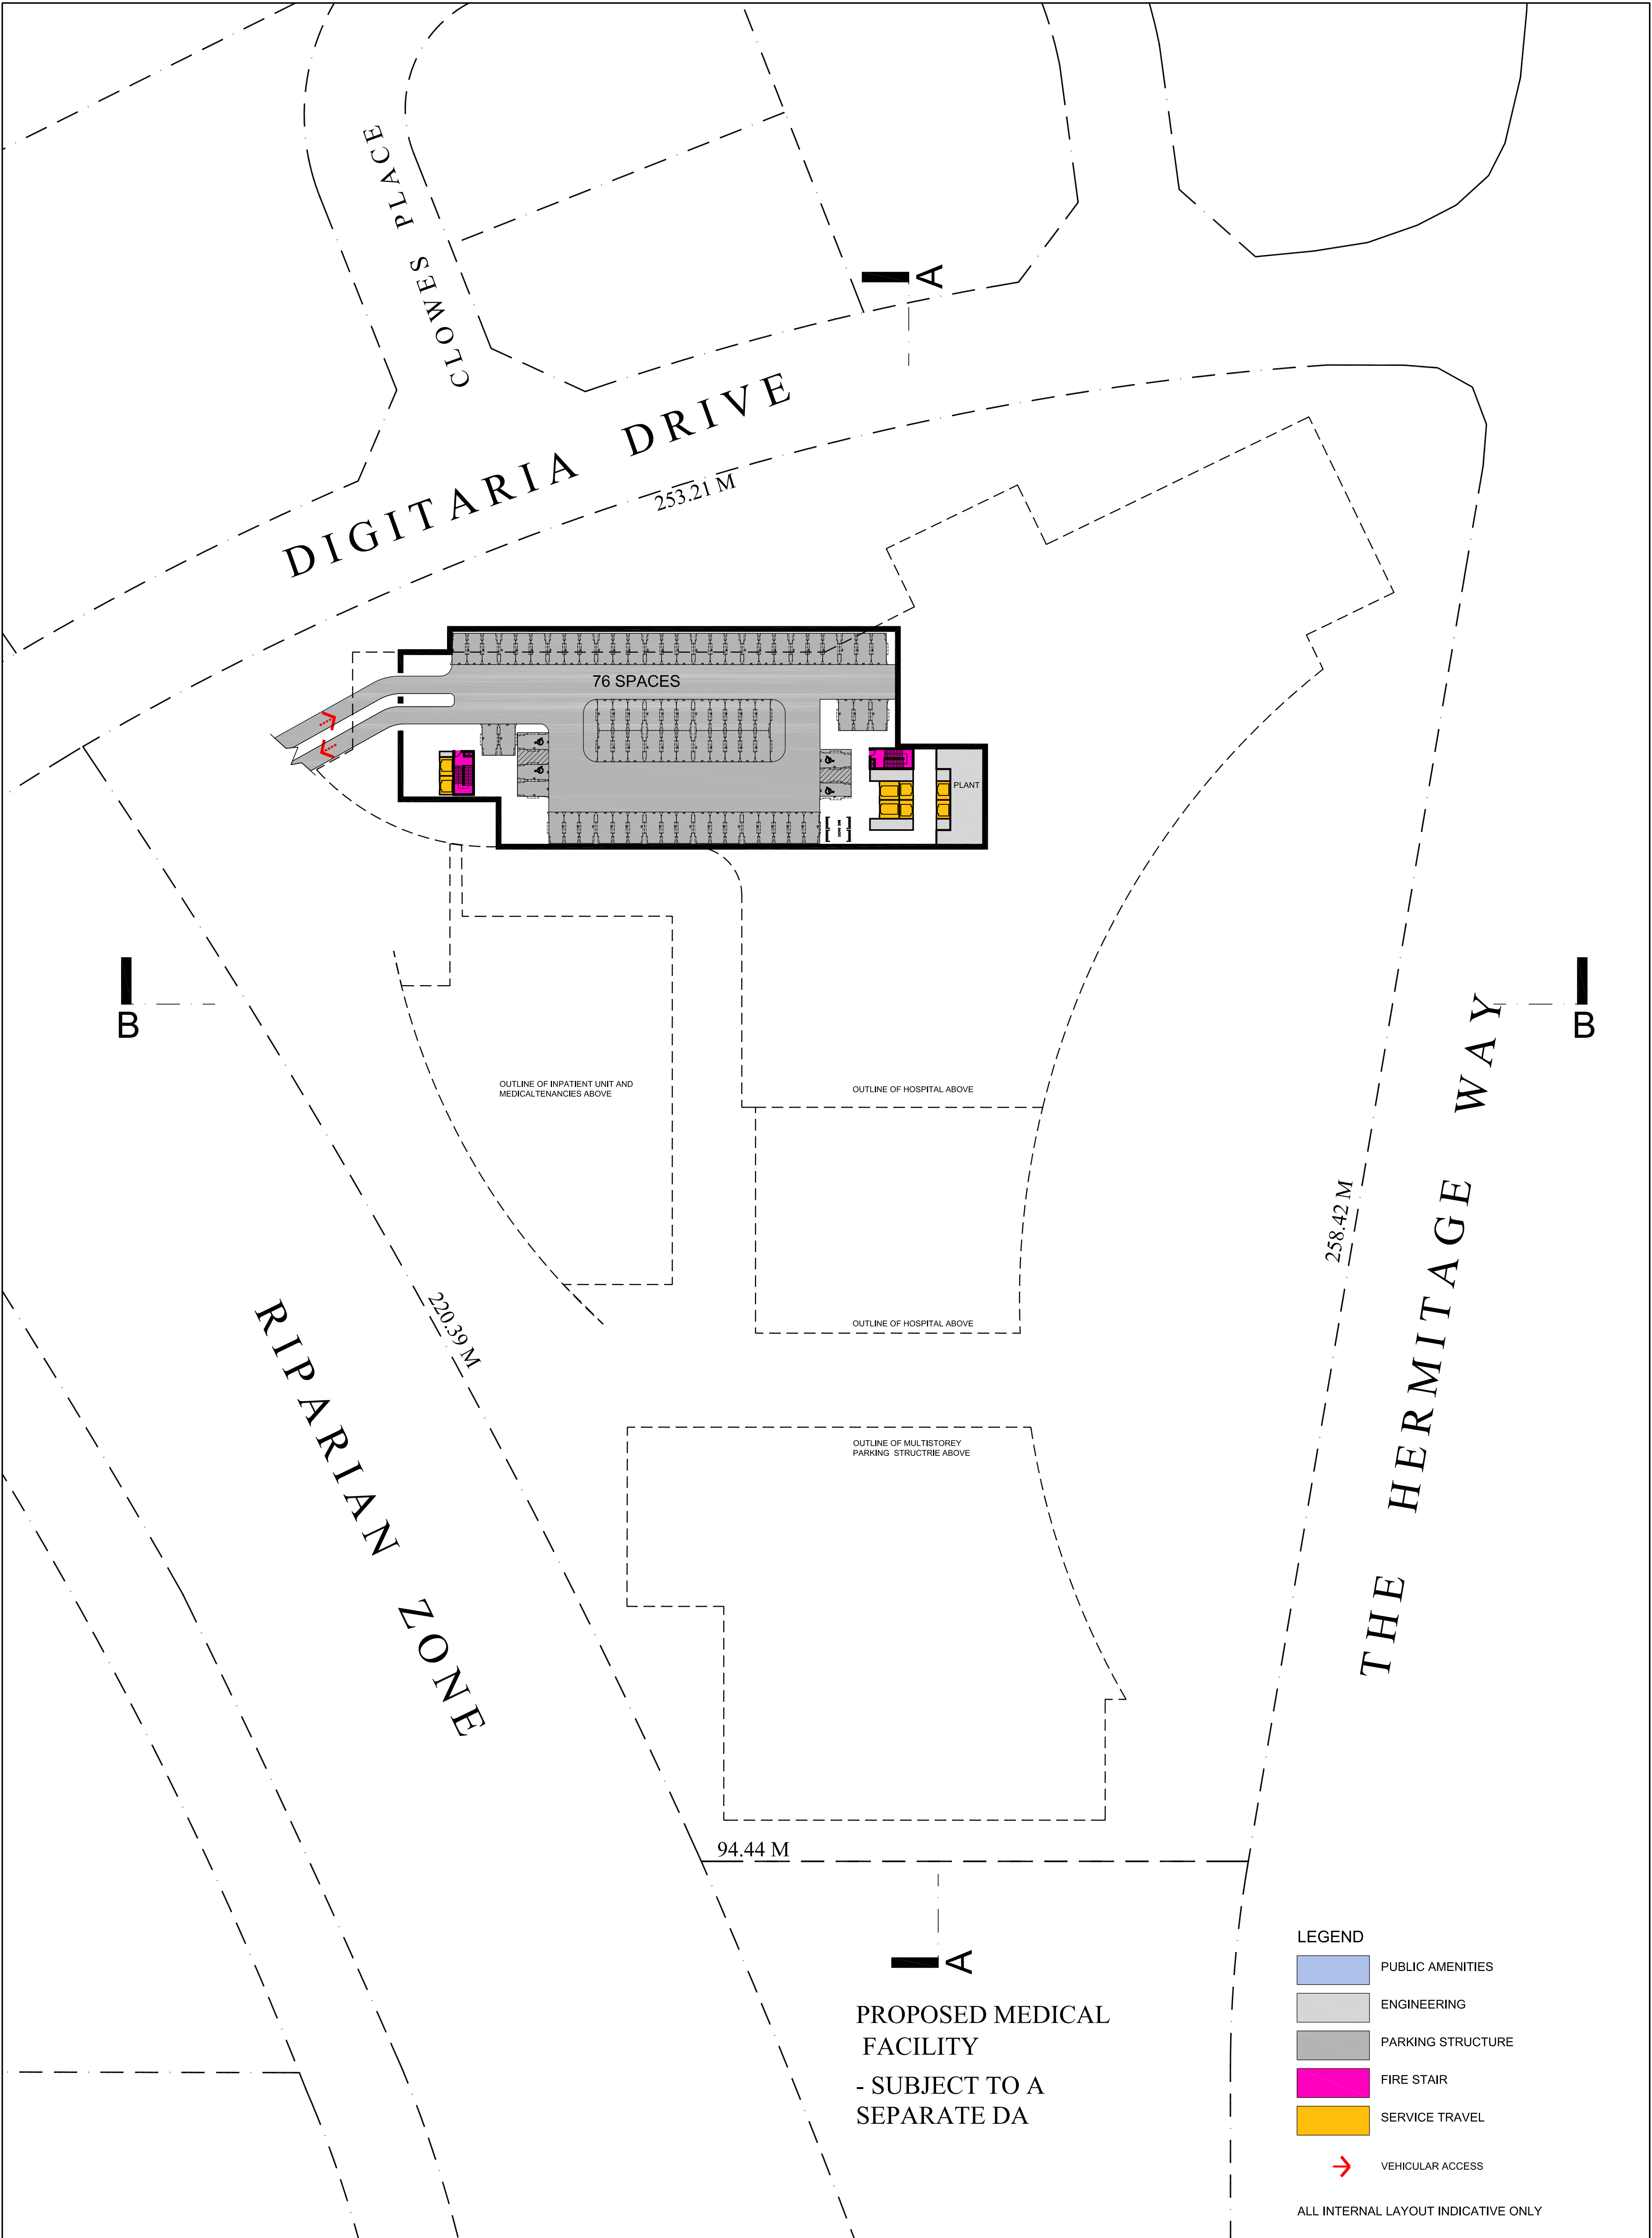 CLOWES PLACE
A
DIGITARIA DRIVE
253.21 M
76 SPACES
PLANT
B
B
OUTLINE OF INPATIENT UNIT AND
MEDICALTENANCIES ABOVE
OUTLINE OF HOSPITAL ABOVE
THE HERMITAGE WAY
258.42 M
RIPARIAN ZONE
220.39 M
OUTLINE OF HOSPITAL ABOVE
OUTLINE OF MULTISTOREY
PARKING STRUCTRIE ABOVE
94.44 M
A
PROPOSED MEDICAL
FACILITY
- SUBJECT TO A
SEPARATE DA
LEGEND
PUBLIC AMENITIES
ENGINEERING
PARKING STRUCTURE
FIRE STAIR
SERVICE TRAVEL
VEHICULAR ACCESS
ALL INTERNAL LAYOUT INDICATIVE ONLY